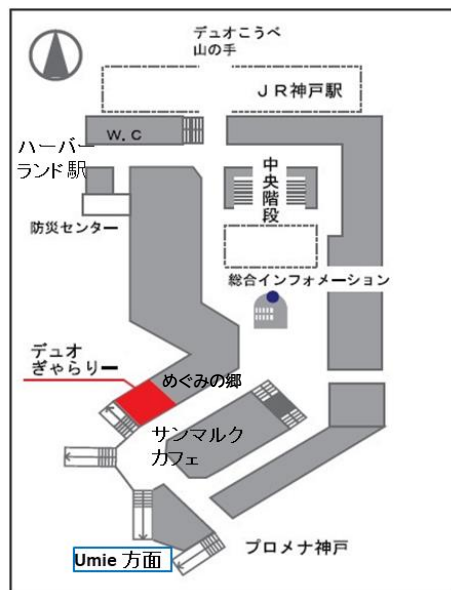 デュオこうべ
山の手
ＪＲ神戸駅
W.C
ハーバー
ランド駅
中央階段
防災センター
総合インフォメーション
デュオ
ぎゃらりー
めぐみの郷
サンマルク
カフェ
プロメナ神戸
Umie 方面